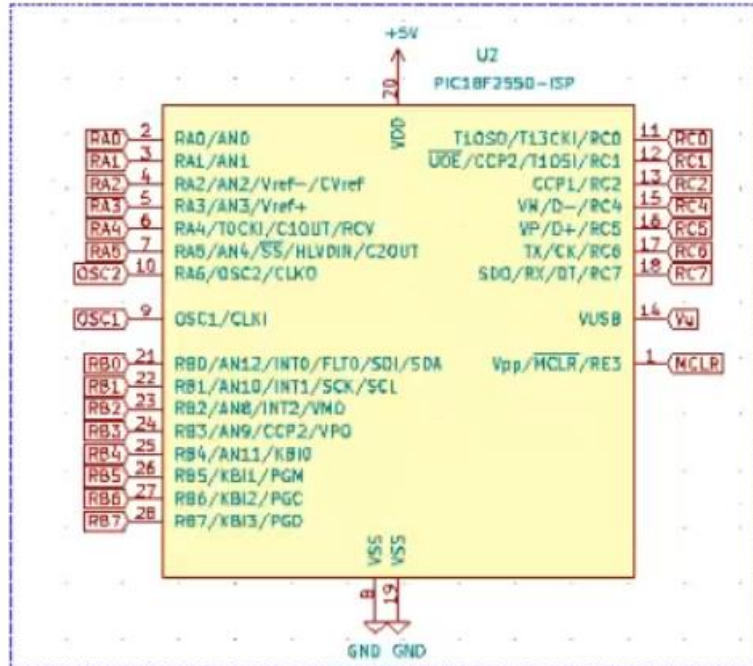 +5V
U2
PIC18F2550-ISP
20
VDD
RA0 2 RA0/AN0 T1OSO/T13CKI/RC0 11 RC0
RA1 3 RA1/AN1 UOE/CCP2/T1OSI/RC1 12 RC1
RA2 4 RA2/AN2/Vref-/CVref CCP1/RC2 13 RC2
RA3 5 RA3/AN3/Vref+ VM/D-/RC4 15 RC4
RA4 6 RA4/T0CKI/C1OUT/RCV VP/D+/RC5 16 RC5
RA5 7 RA5/AN4/SS/HLVDIN/C2OUT TX/CK/RC6 17 RC6
OSC2 10 RA6/OSC2/CLKO SDO/RX/DT/RC7 18 RC7
OSC1 9 OSC1/CLKI VUSB 14 Vu
RB0 21 RB0/AN12/INT0/FLT0/SDI/SDA Vpp/MCLR/RE3 1 MCLR
RB1 22 RB1/AN10/INT1/SCK/SCL
RB2 23 RB2/AN8/INT2/VMO
RB3 24 RB3/AN9/CCP2/VPO
RB4 25 RB4/AN11/KBI0
RB5 26 RB5/KBI1/PGM
RB6 27 RB6/KBI2/PGC
RB7 28 RB7/KBI3/PGD
VSS VSS
8 19
GND GND